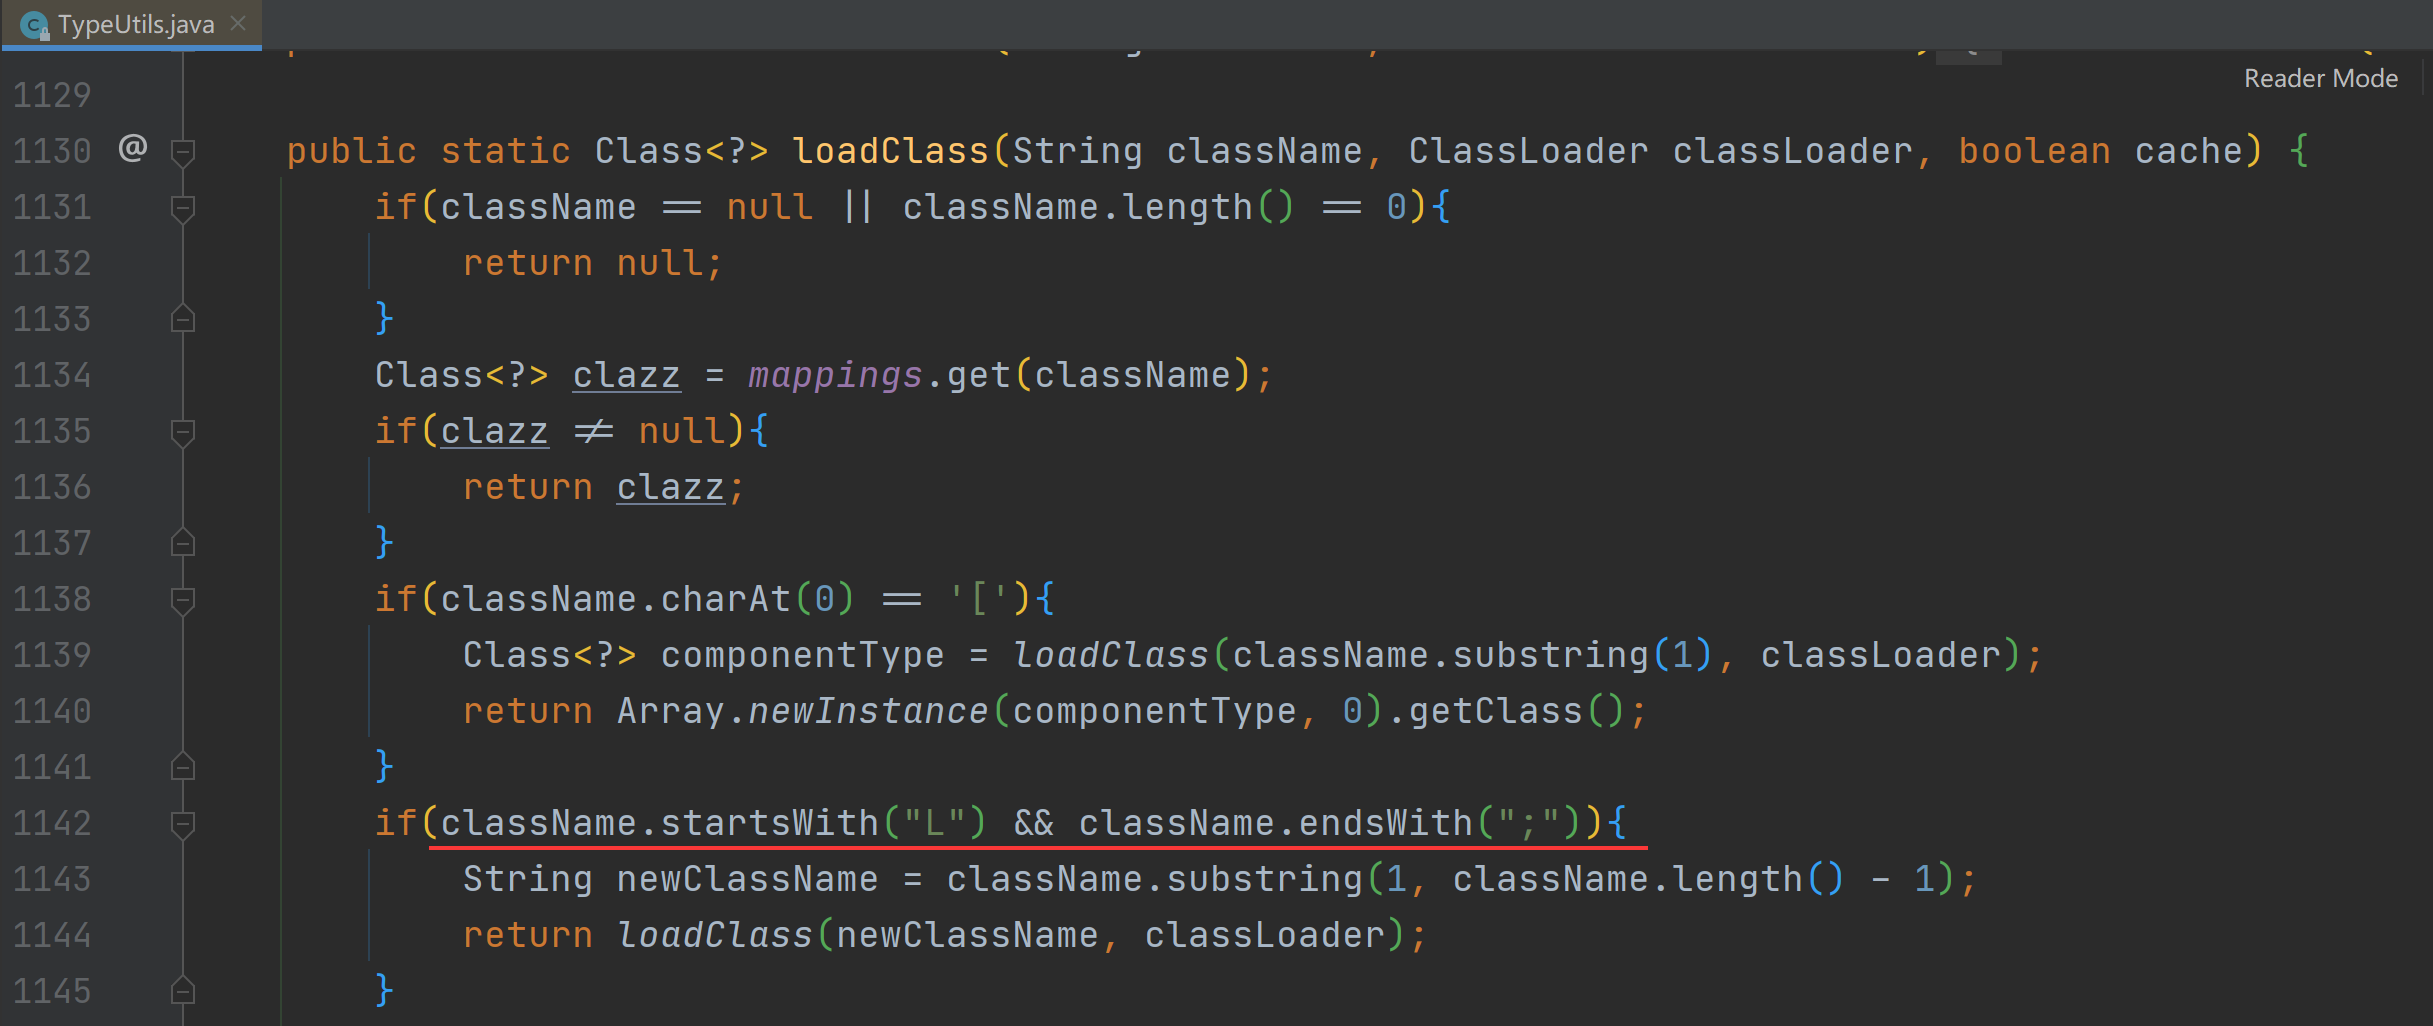 TypeUtils.java
Reader Mode
1129
1130 @ public static Class<?> loadClass(String className, ClassLoader classLoader, boolean cache) {
1131 if(className == null || className.length() == 0){
1132 return null;
1133 }
1134 Class<?> clazz = mappings.get(className);
1135 if(clazz != null){
1136 return clazz;
1137 }
1138 if(className.charAt(0) == '['){
1139 Class<?> componentType = loadClass(className.substring(1), classLoader);
1140 return Array.newInstance(componentType, 0).getClass();
1141 }
1142 if(className.startsWith("L") && className.endsWith(";")){
1143 String newClassName = className.substring(1, className.length() - 1);
1144 return loadClass(newClassName, classLoader);
1145 }